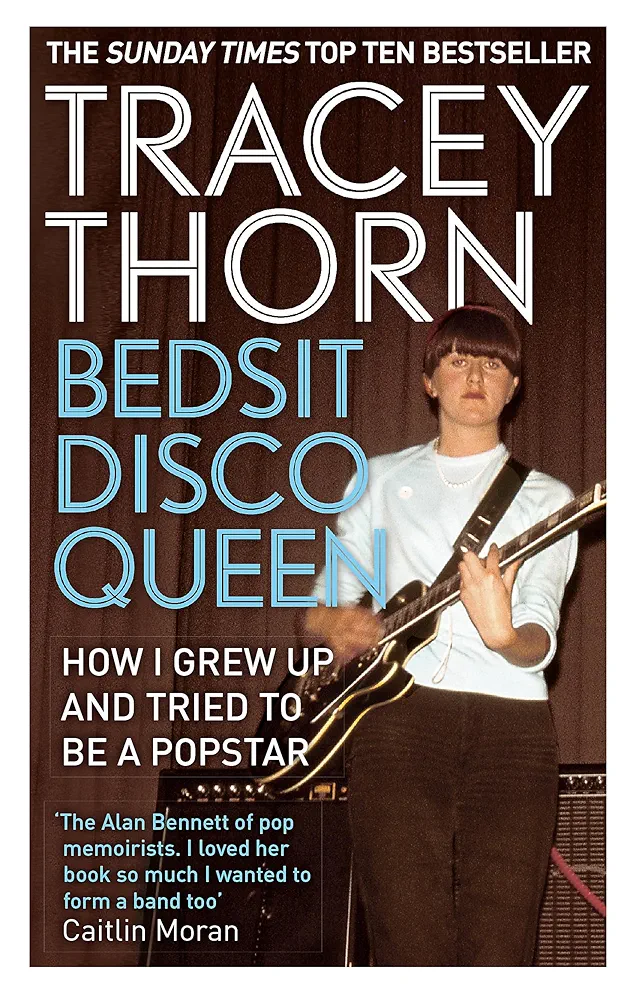 THE SUNDAY TIMES TOP TEN BESTSELLER
TRACEY
THORN
BEDSIT
DISCO
QUEEN
HOW I GREW UP
AND TRIED TO
BE A POPSTAR
‘The Alan Bennett of pop
memoirists. I loved her
book so much I wanted to
form a band too’
Caitlin Moran